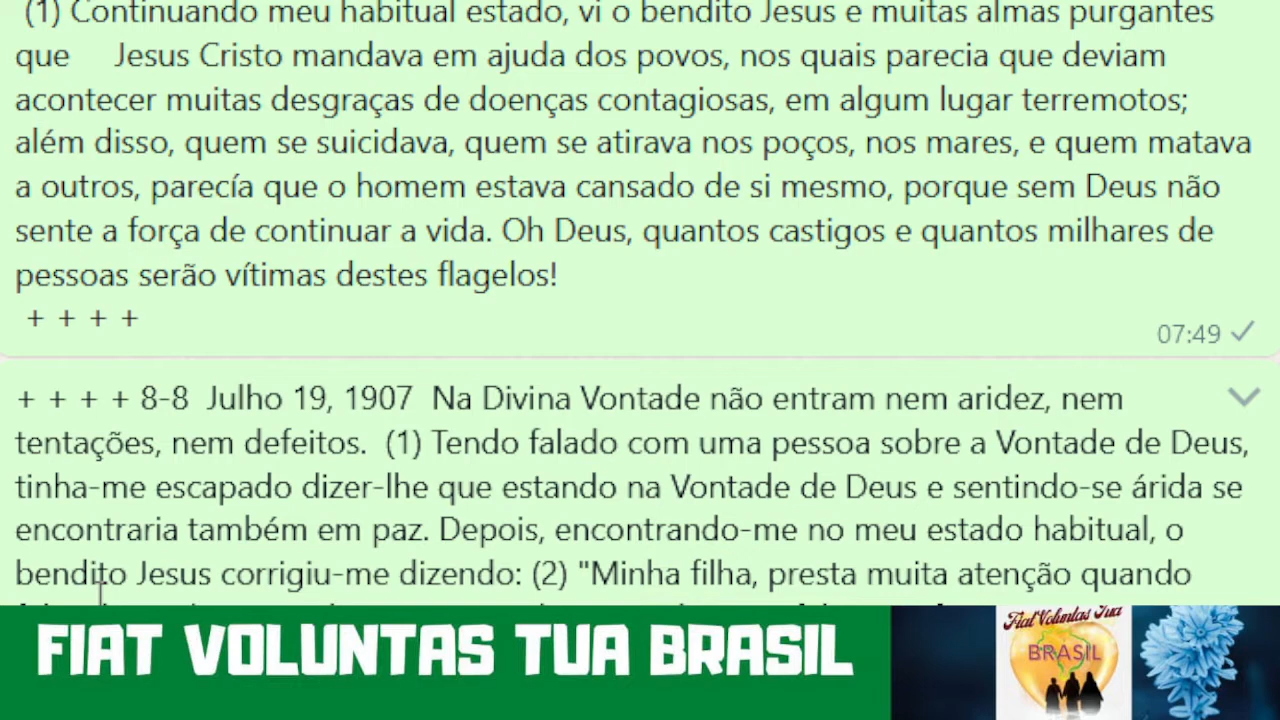 (1) Continuando meu habitual estado, vi o bendito Jesus e muitas almas purgantes
que Jesus Cristo mandava em ajuda dos povos, nos quais parecia que deviam
acontecer muitas desgraças de doenças contagiosas, em algum lugar terremotos;
além disso, quem se suicidava, quem se atirava nos poços, nos mares, e quem matava
a outros, parecía que o homem estava cansado de si mesmo, porque sem Deus não
sente a força de continuar a vida. Oh Deus, quantos castigos e quantos milhares de
pessoas serão vítimas destes flagelos!
+ + + +
07:49
+ + + + 8-8 Julho 19, 1907 Na Divina Vontade não entram nem aridez, nem
tentações, nem defeitos. (1) Tendo falado com uma pessoa sobre a Vontade de Deus,
tinha-me escapado dizer-lhe que estando na Vontade de Deus e sentindo-se árida se
encontraria também em paz. Depois, encontrando-me no meu estado habitual, o
bendito Jesus corrigiu-me dizendo: (2) "Minha filha, presta muita atenção quando
FIAT VOLUNTAS TUA BRASIL
Fiat Voluntas Tua
BRASIL